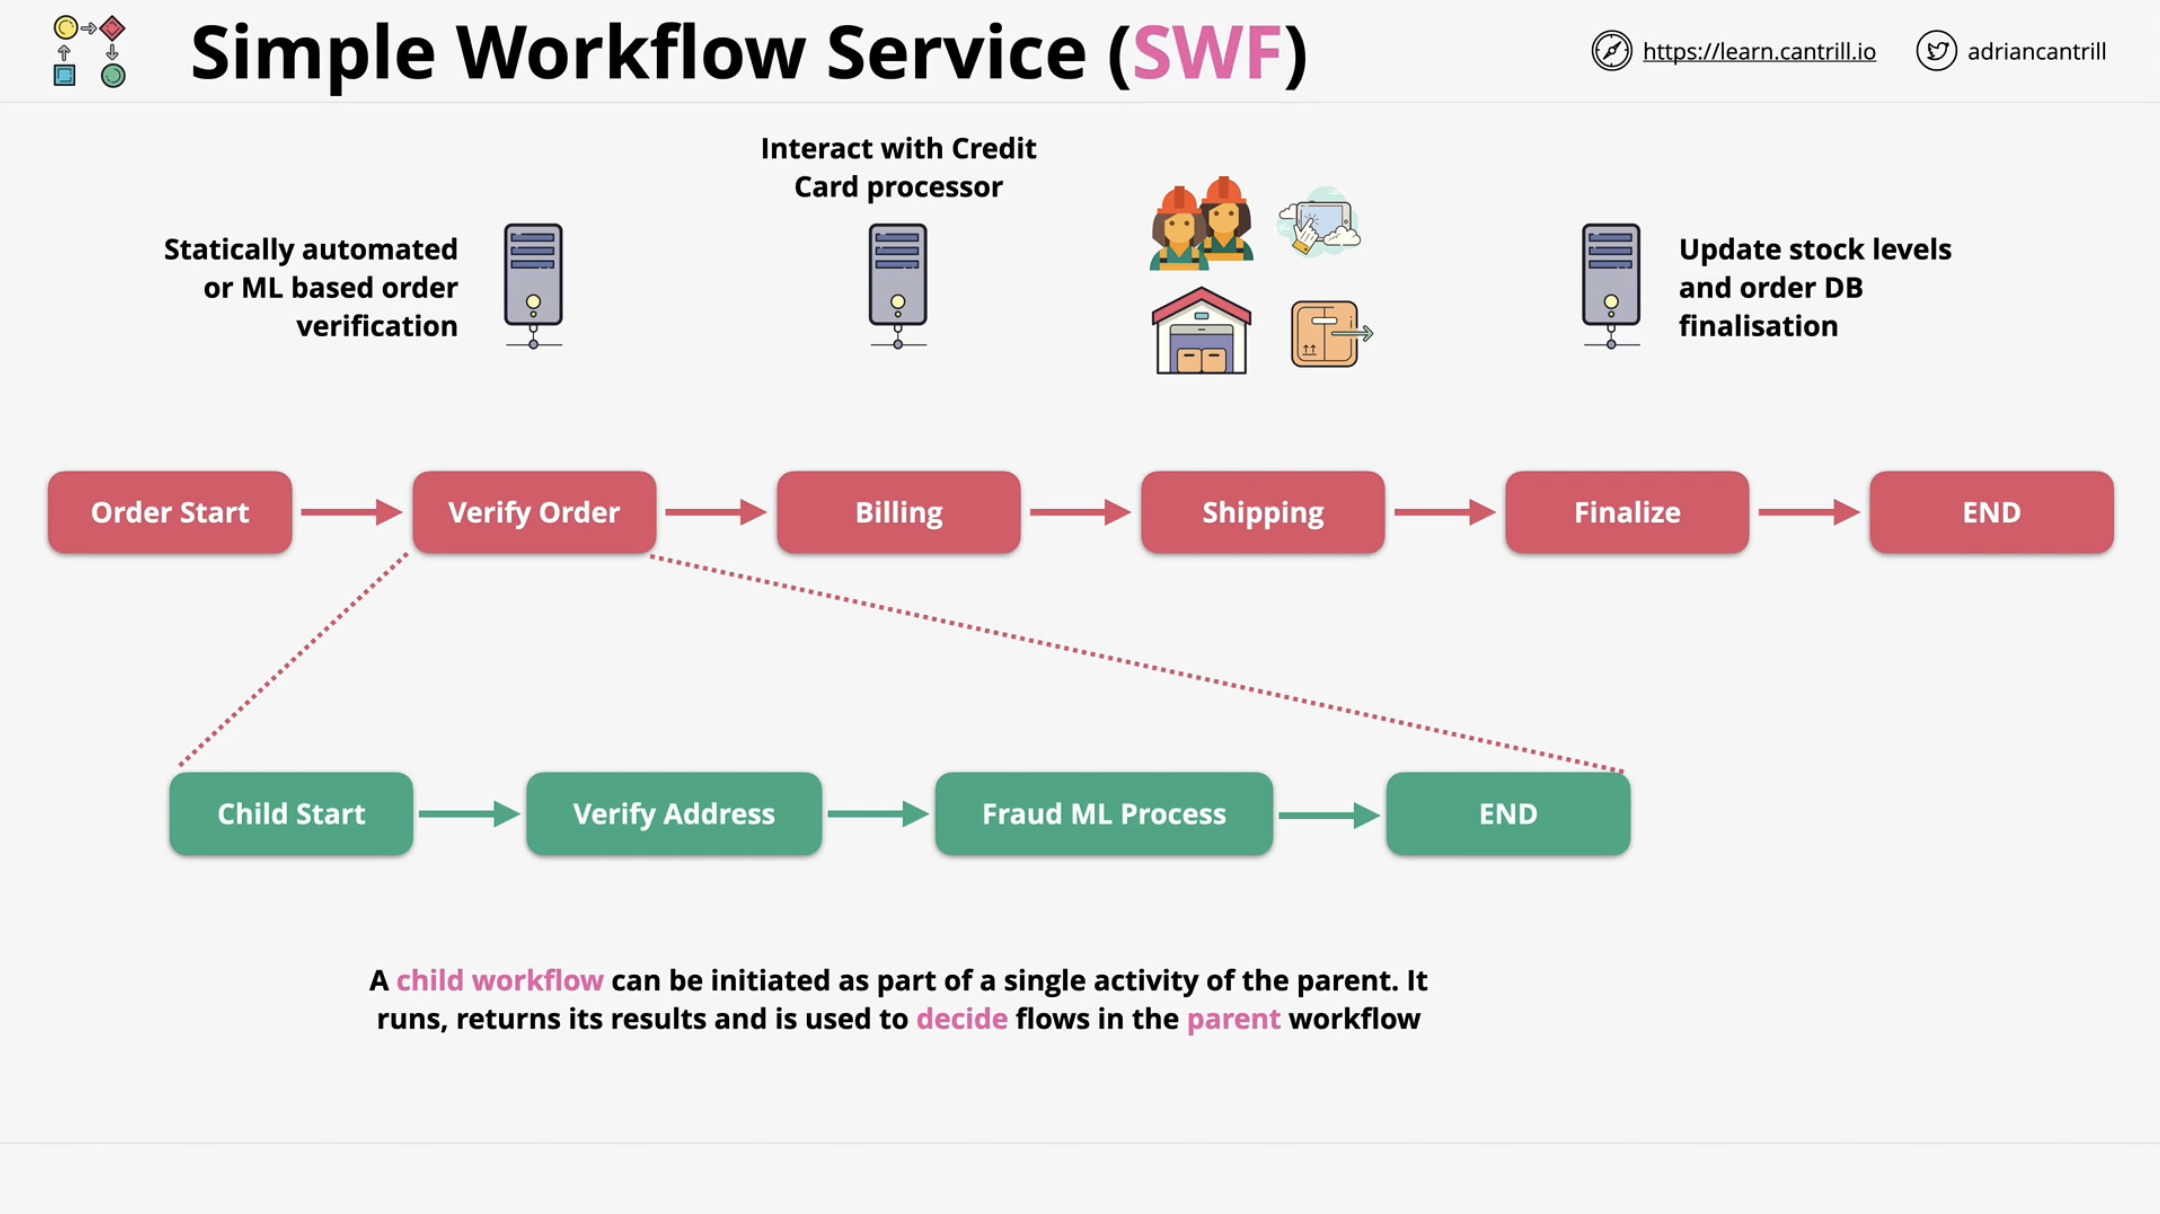 Simple Workflow Service (SWF)
https://learn.cantrill.io
adriancantrill
Statically automated
or ML based order
verification
Interact with Credit
Card processor
Update stock levels
and order DB
finalisation
Order Start
Verify Order
Billing
Shipping
Finalize
END
Child Start
Verify Address
Fraud ML Process
END
A child workflow can be initiated as part of a single activity of the parent. It
runs, returns its results and is used to decide flows in the parent workflow